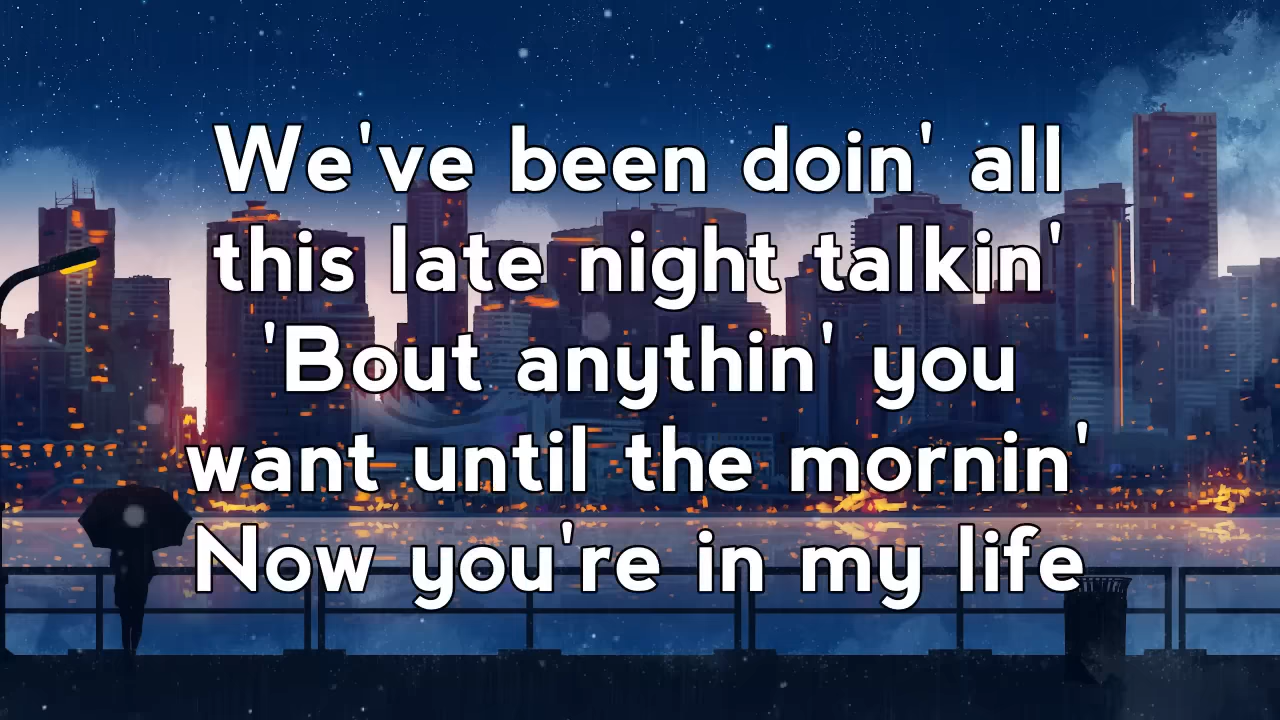 We've been doin' all
this late night talkin'
'Bout anythin' you
want until the mornin'
Now you're in my life